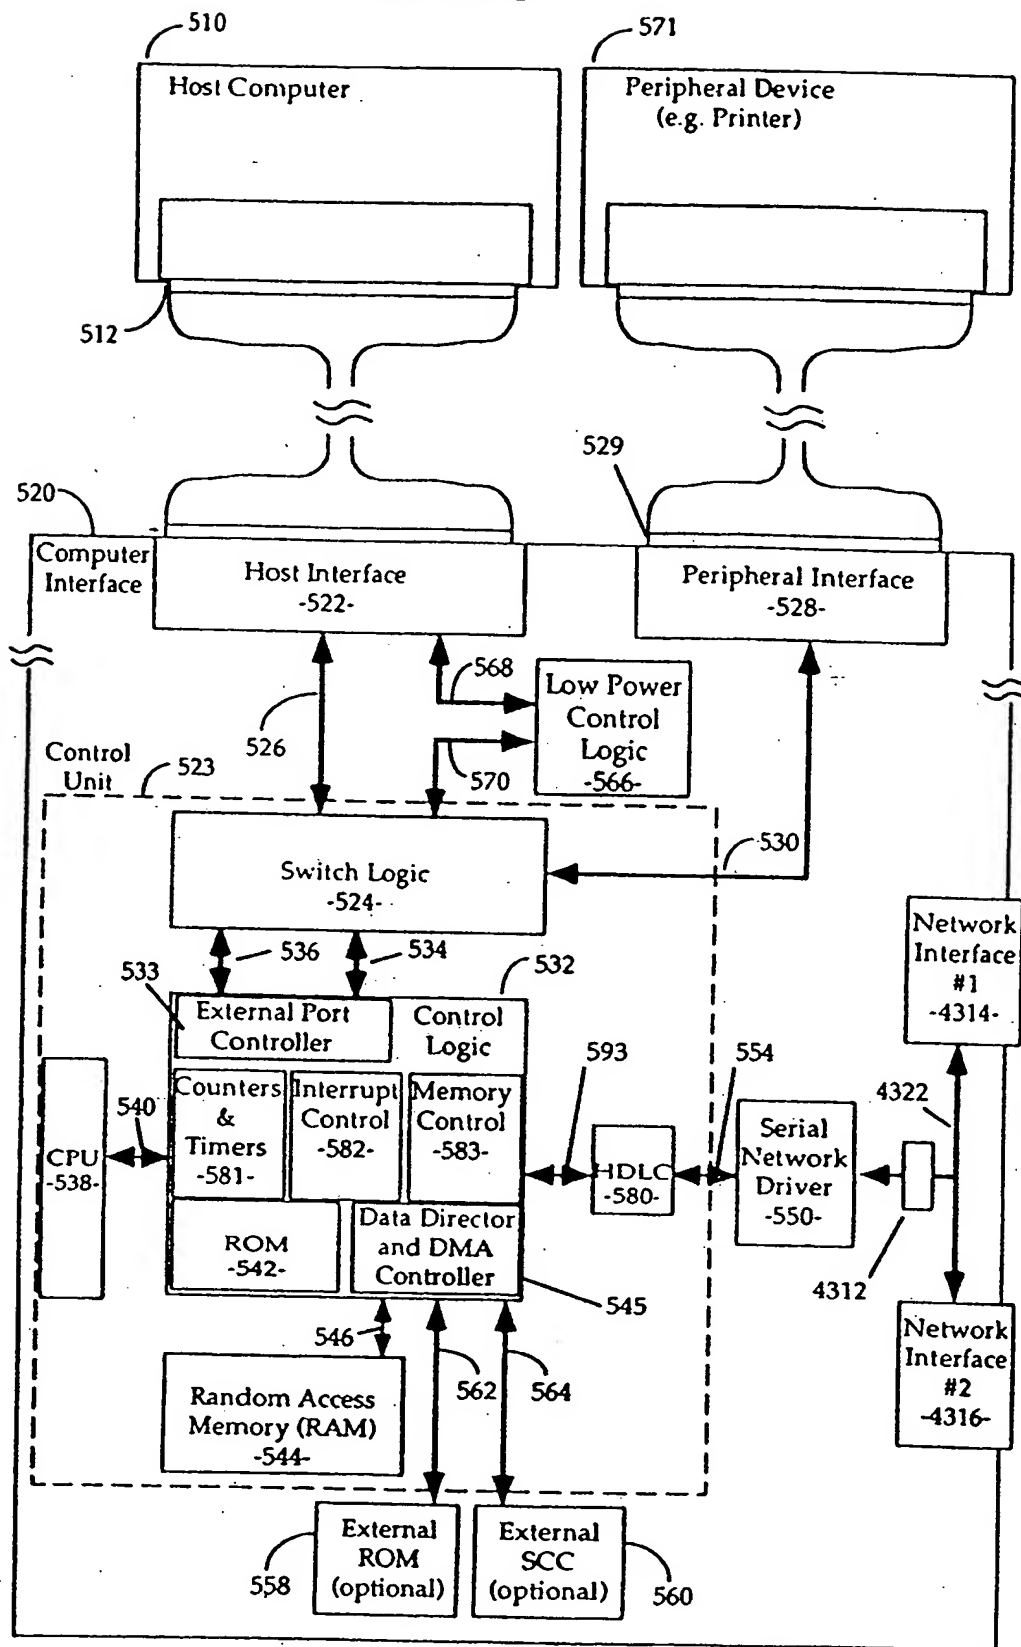 510
571
Host Computer
Peripheral Device
(e.g. Printer)
512
529
520
Computer
Interface
Host Interface
-522-
Peripheral Interface
-528-
568
526
Low Power
Control
Logic
-566-
570
Control
Unit
523
530
Switch Logic
-524-
536
534
532
533
External Port
Controller
Control
Logic
Network
Interface
#1
-4314-
593
554
4322
540
CPU
-538-
Counters
&
Timers
-581-
Interrupt
Control
-582-
Memory
Control
-583-
HDLC
-580-
Serial
Network
Driver
-550-
ROM
-542-
Data Director
and DMA
Controller
545
4312
546
562
564
Network
Interface
#2
-4316-
Random Access
Memory (RAM)
-544-
External
ROM
(optional)
External
SCC
(optional)
558
560